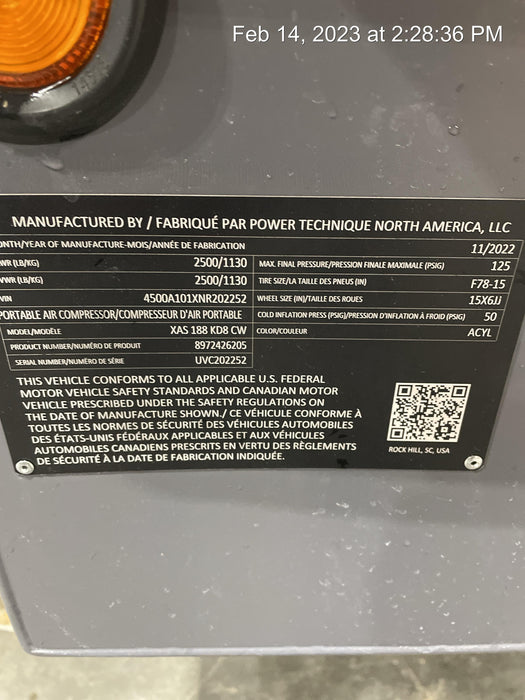 Feb 14, 2023 at 2:28:36 PM
MANUFACTURED BY / FABRIQUÉ PAR POWER TECHNIQUE NORTH AMERICA, LLC
ONTH/YEAR OF MANUFACTURE-MOIS/ANNÉE DE FABRICATION 11/2022
WR (LB/KG) 2500/1130 MAX. FINAL PRESSURE/PRESSION FINALE MAXIMALE (PSIG) 125
VWR (LB/KG) 2500/1130 TIRE SIZE/LA TAILLE DES PNEUS (IN) F78-15
VIN 4500A101XNR202252 WHEEL SIZE (IN)/TAILLE DES ROUES 15X6JJ
PORTABLE AIR COMPRESSOR/COMPRESSEUR D'AIR PORTABLE COLD INFLATION PRESS (PSIG)/PRESSION D'INFLATION À FROID (PSIG) 50
MODEL/MODÈLE XAS 188 KD8 CW COLOR/COULEUR ACYL
PRODUCT NUMBER/NUMÉRO DE PRODUIT 8972426205
SERIAL NUMBER/NUMÉRO DE SÉRIE UVC202252
THIS VEHICLE CONFORMS TO ALL APPLICABLE U.S. FEDERAL
MOTOR VEHICLE SAFETY STANDARDS AND CANADIAN MOTOR
VEHICLE PRESCRIBED UNDER THE SAFETY REGULATIONS ON
THE DATE OF MANUFACTURE SHOWN./ CE VÉHICULE CONFORME À
TOUTES LES NORMES DE SÉCURITÉ DES VÉHICULES AUTOMOBILES
DES ÉTATS-UNIS FÉDÉRAUX APPLICABLES ET AUX VÉHICULES
AUTOMOBILES CANADIENS PRESCRITS EN VERTU DES RÈGLEMENTS
DE SÉCURITÉ À LA DATE DE FABRICATION INDIQUÉE.
ROCK HILL, SC, USA